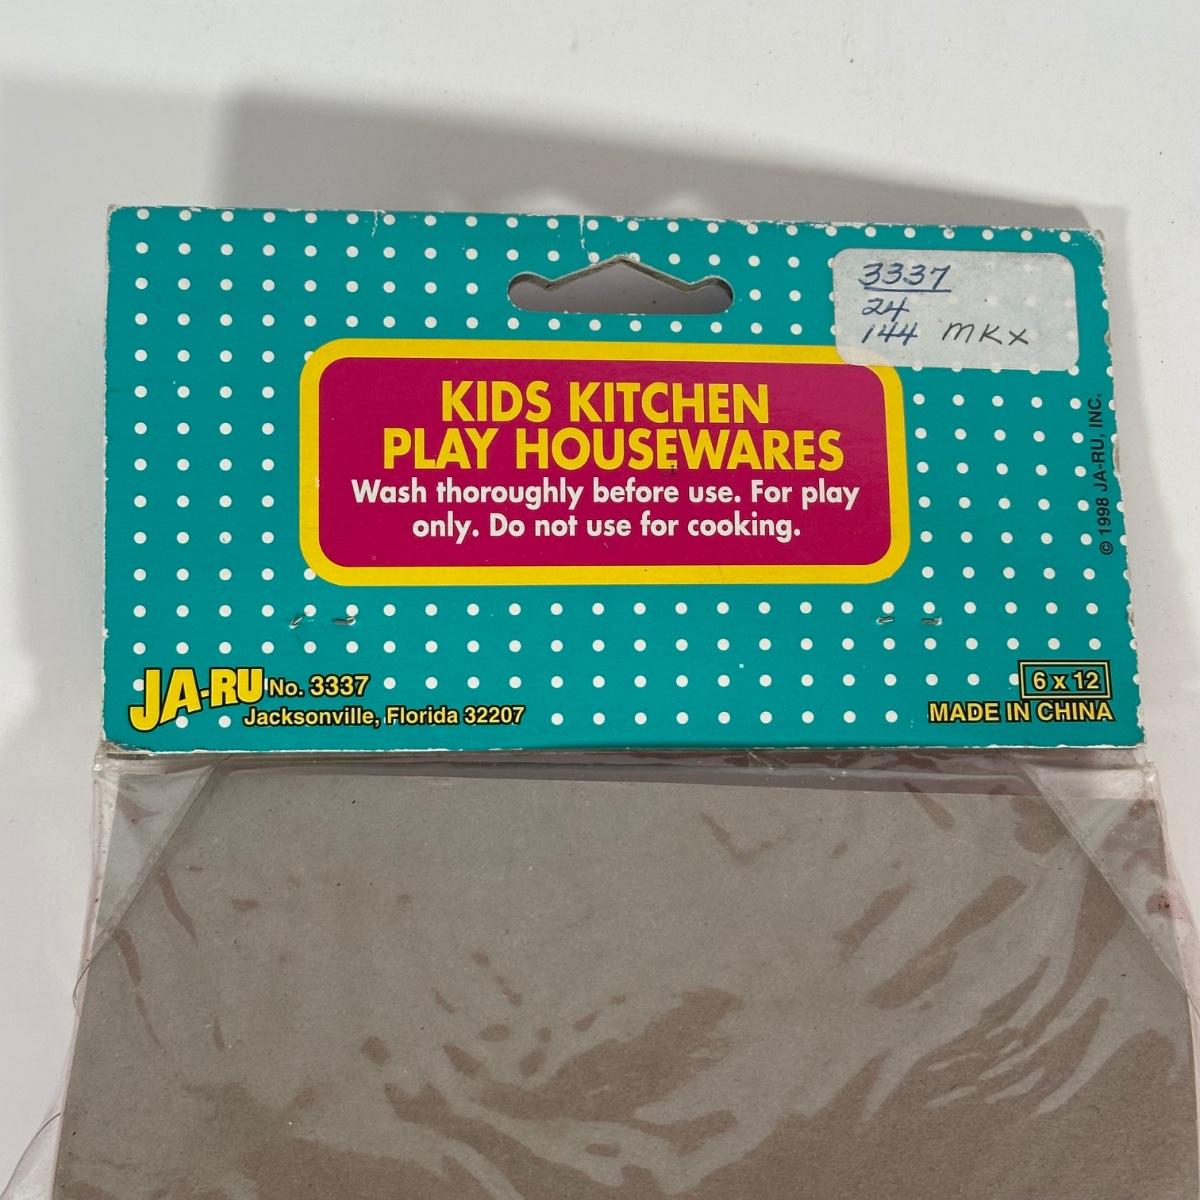 3337
24
144 MKX
KIDS KITCHEN
PLAY HOUSEWARES
Wash thoroughly before use. For play
only. Do not use for cooking.
© 1998 JA-RU, INC.
JA-RU No. 3337
Jacksonville, Florida 32207
6 x 12
MADE IN CHINA